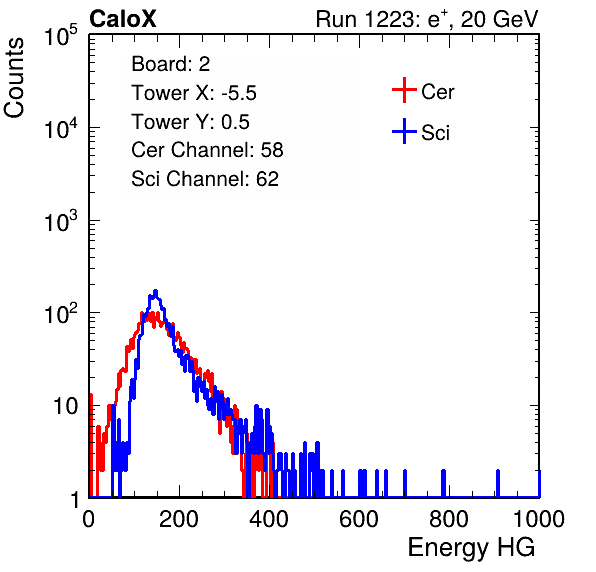 CaloX Run 1223: e+, 20 GeV
Counts
10^5
10^4
10^3
10^2
10
1
Board: 2
Tower X: -5.5
Tower Y: 0.5
Cer Channel: 58
Sci Channel: 62
Cer
Sci
0 200 400 600 800 1000
Energy HG